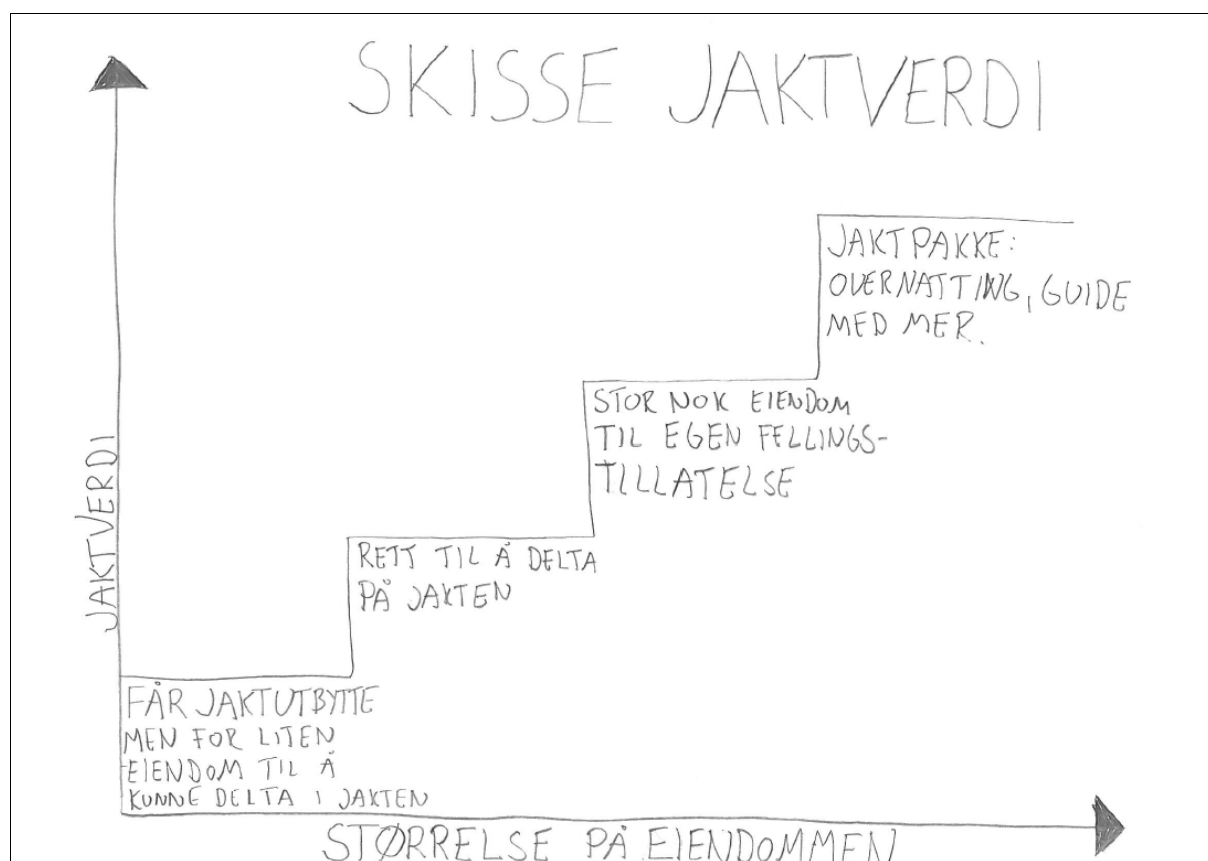 SKISSE JAKTVERDI
JAKTPAKKE:
OVERNATTING, GUIDE
MED MER.
STOR NOK EIENDOM
TIL EGEN FELLINGS-
TILLATELSE
JAKTVERDI
RETT TIL Å DELTA
PÅ JAKTEN
FÅR JAKTUTBYTTE
MEN FOR LITEN
EIENDOM TIL Å
KUNNE DELTA I JAKTEN
STØRRELSE PÅ EIENDOMMEN